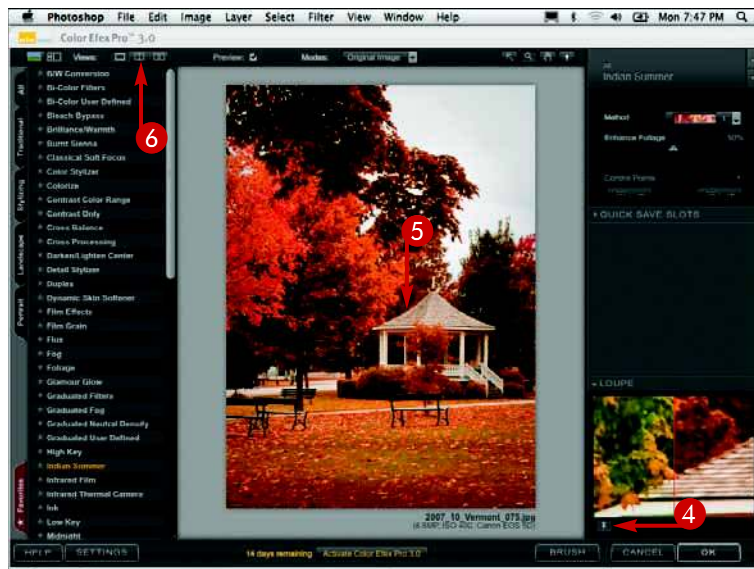 Photoshop File Edit Image Layer Select Filter View Window Help Mon 7:47 PM
Color Efex Pro™ 3.0
Views: Preview: Modes: Original Image
6
All
Traditional
Stylizing
Landscape
Portrait
Favorites
B/W Conversion
Bi-Color Filters
Bi-Color User Defined
Bleach Bypass
Brilliance/Warmth
Burnt Sienna
Classical Soft Focus
Color Stylizer
Colorize
Contrast Color Range
Contrast Only
Cross Balance
Cross Processing
Darken/Lighten Center
Detail Stylizer
Duplex
Dynamic Skin Softener
Film Effects
Film Grain
Flux
Fog
Foliage
Glamour Glow
Graduated Filters
Graduated Fog
Graduated Neutral Density
Graduated User Defined
High Key
Indian Summer
Infrared Film
Infrared Thermal Camera
Ink
Low Key
Midnight
5
2007_10_Vermont_075.jpg
All
Indian Summer
Method 1
Enhance Foliage 50%
Control Points
QUICK SAVE SLOTS
LOUPE
4
HELP SETTINGS 14 days remaining Activate Color Efex Pro 3.0 BRUSH CANCEL OK